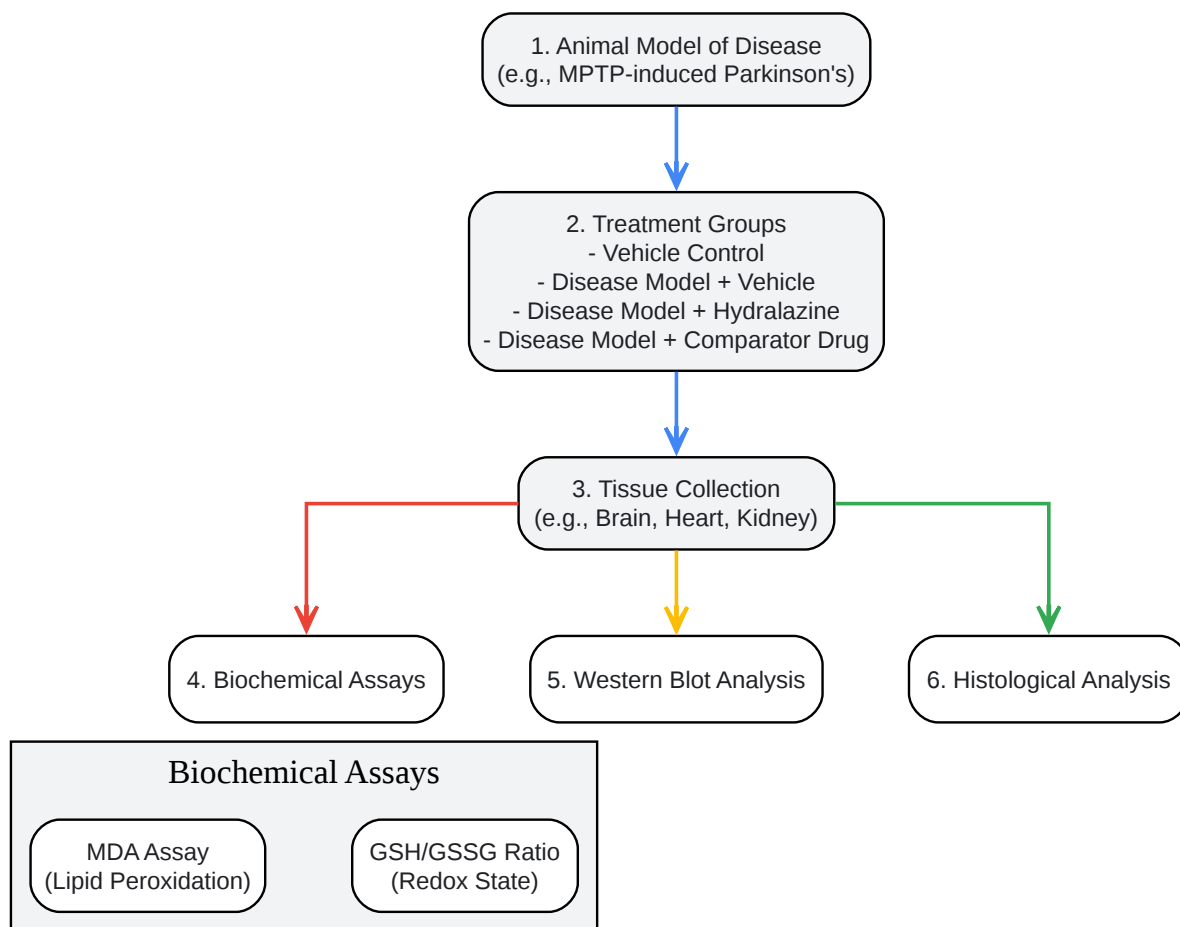 1. Animal Model of Disease
(e.g., MPTP-induced Parkinson's)
2. Treatment Groups
- Vehicle Control
- Disease Model + Vehicle
- Disease Model + Hydralazine
- Disease Model + Comparator Drug
3. Tissue Collection
(e.g., Brain, Heart, Kidney)
4. Biochemical Assays
5. Western Blot Analysis
6. Histological Analysis
Biochemical Assays
MDA Assay
(Lipid Peroxidation)
GSH/GSSG Ratio
(Redox State)